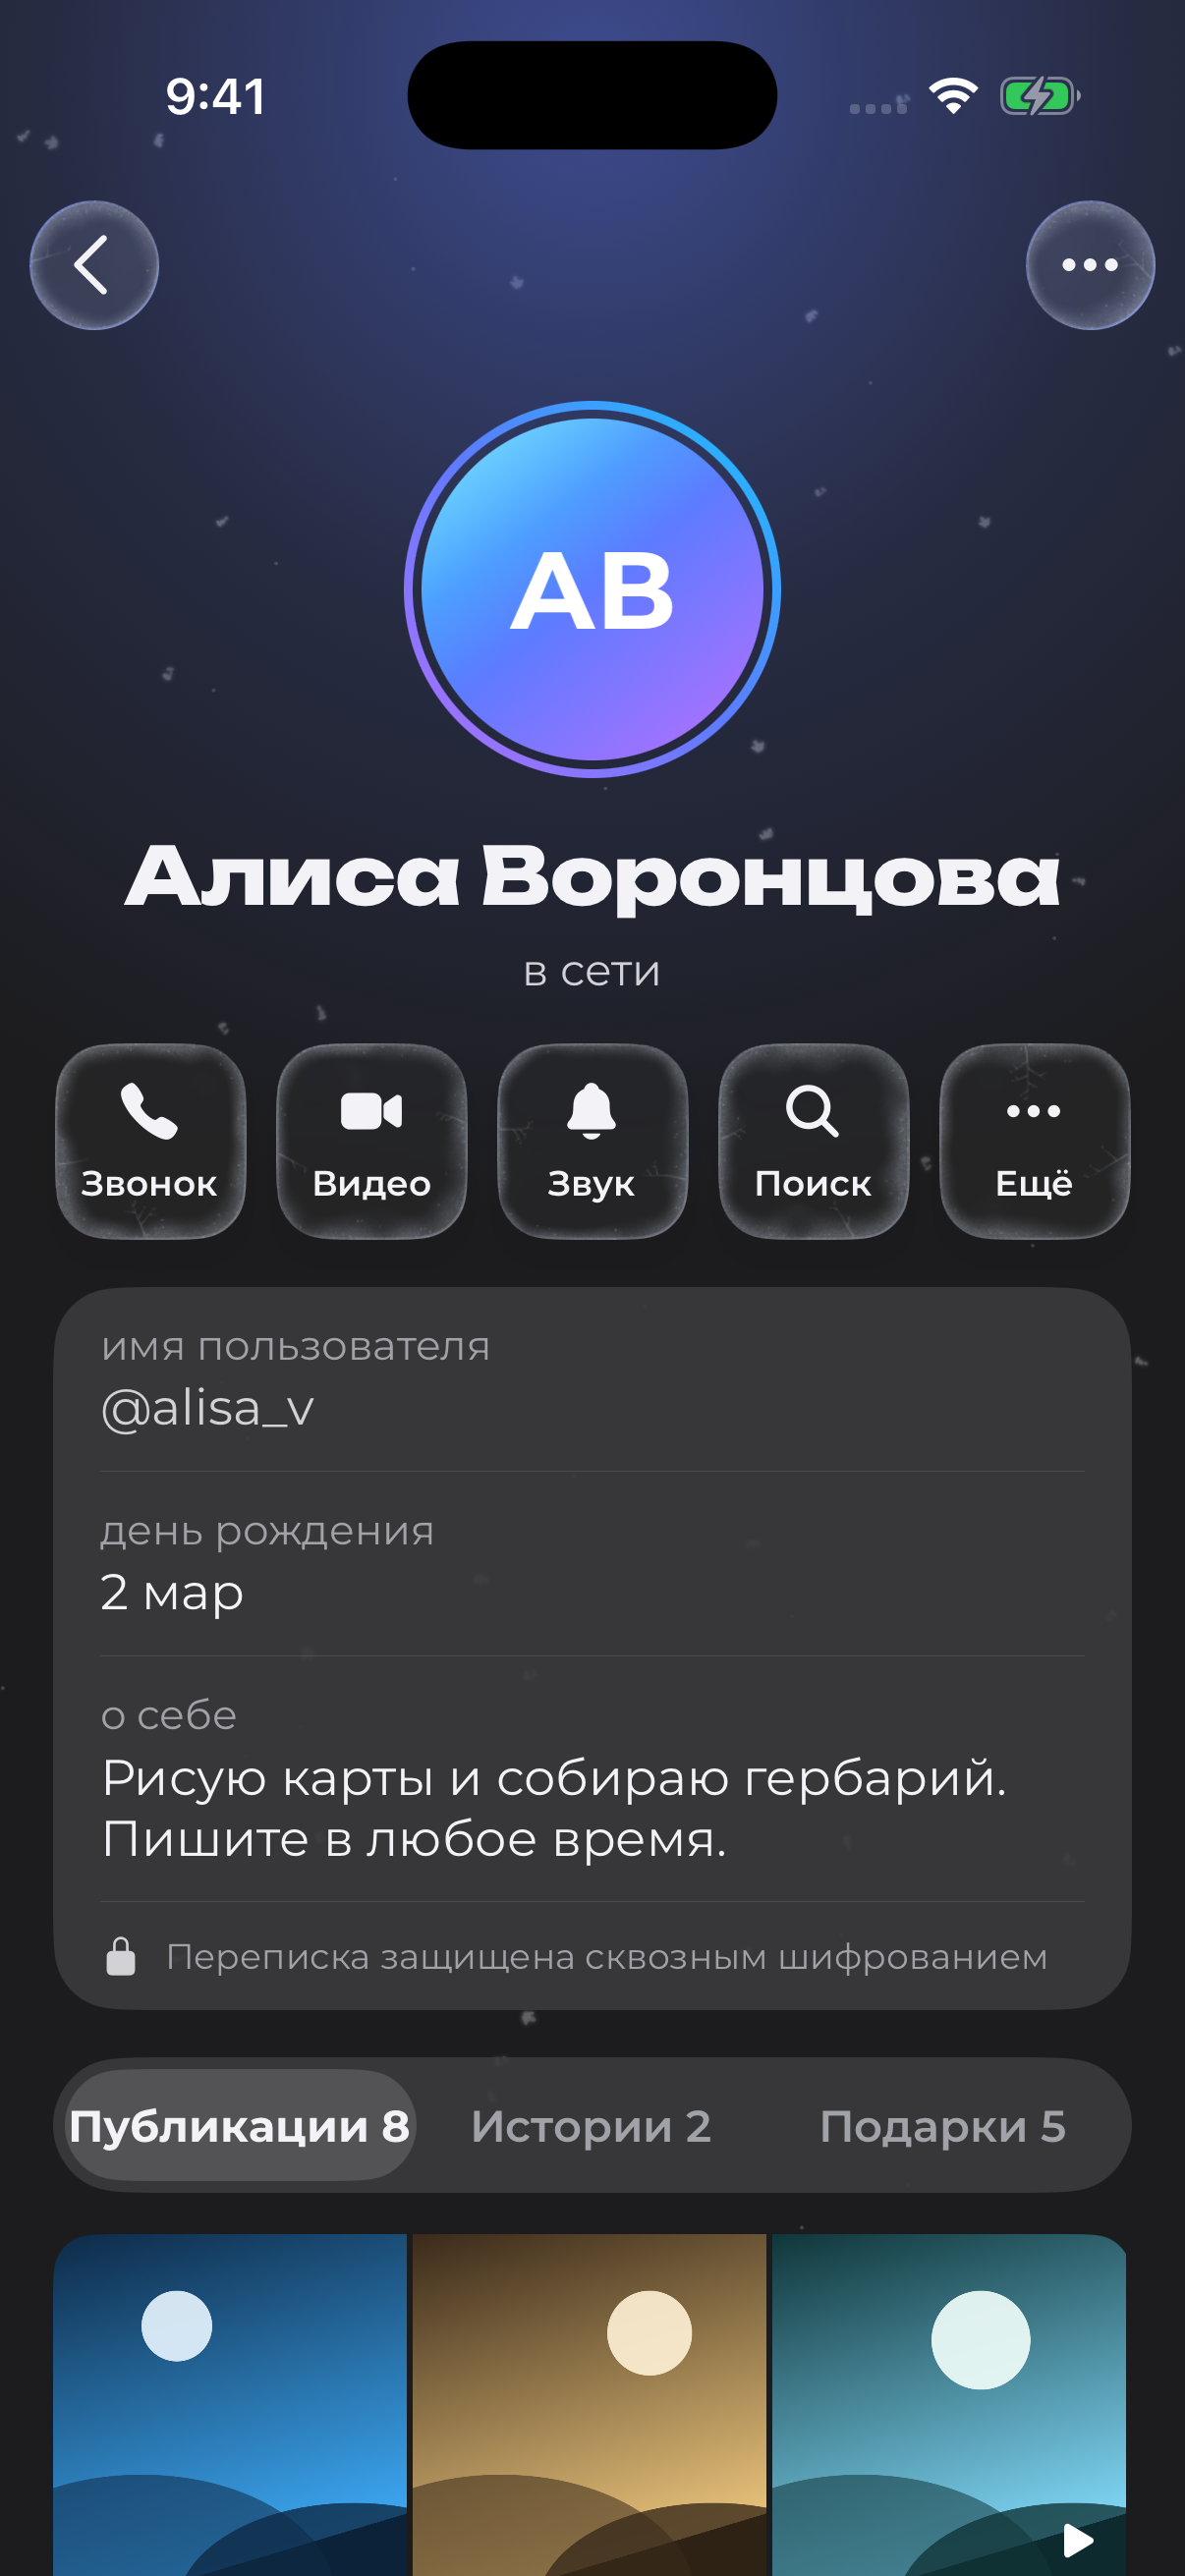 9:41
АВ
Алиса Воронцова
в сети
Звонок
Видео
Звук
Поиск
Ещё
имя пользователя
@alisa_v
день рождения
2 мар
о себе
Рисую карты и собираю гербарий.
Пишите в любое время.
Переписка защищена сквозным шифрованием
Публикации 8
Истории 2
Подарки 5